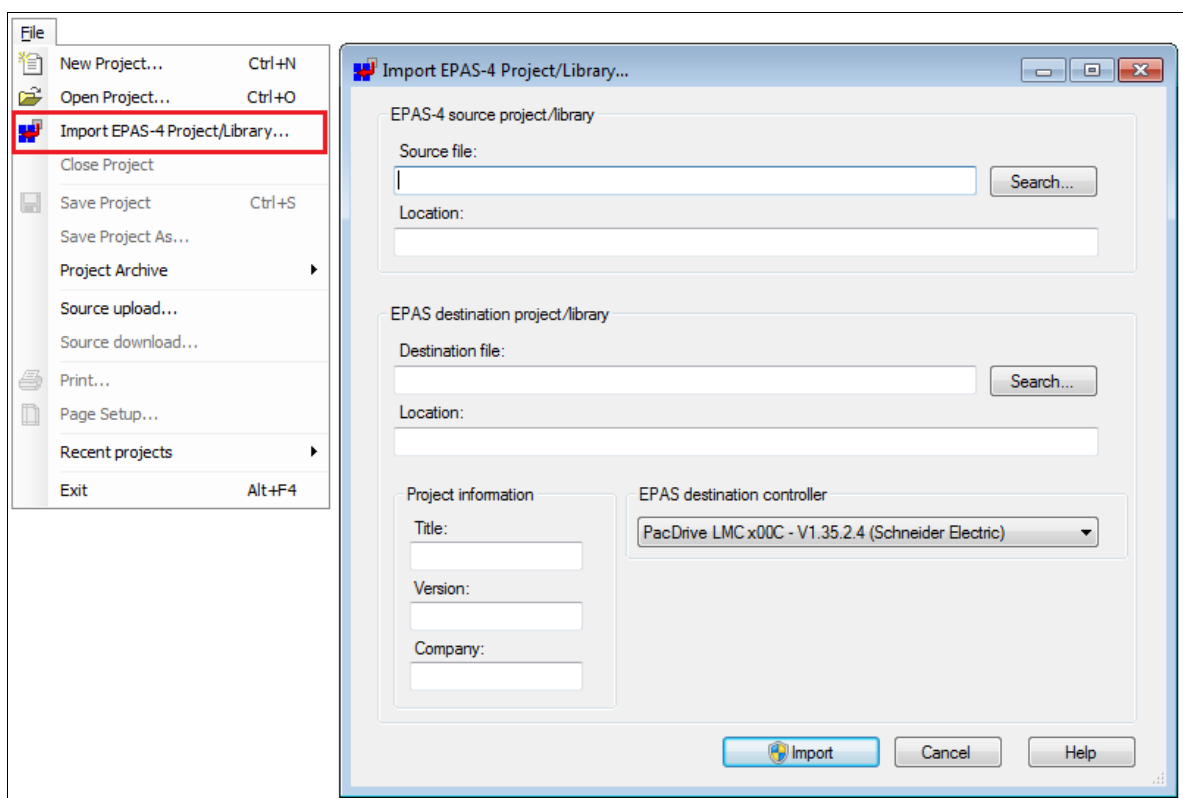 File
New Project... Ctrl+N
Open Project... Ctrl+O
Import EPAS-4 Project/Library...
Close Project
Save Project Ctrl+S
Save Project As...
Project Archive
Source upload...
Source download...
Print...
Page Setup...
Recent projects
Exit Alt+F4
Import EPAS-4 Project/Library...
EPAS-4 source project/library
Source file:
Search...
Location:
EPAS destination project/library
Destination file:
Search...
Location:
Project information
Title:
Version:
Company:
EPAS destination controller
PacDrive LMC x00C - V1.35.2.4 (Schneider Electric)
Import Cancel Help